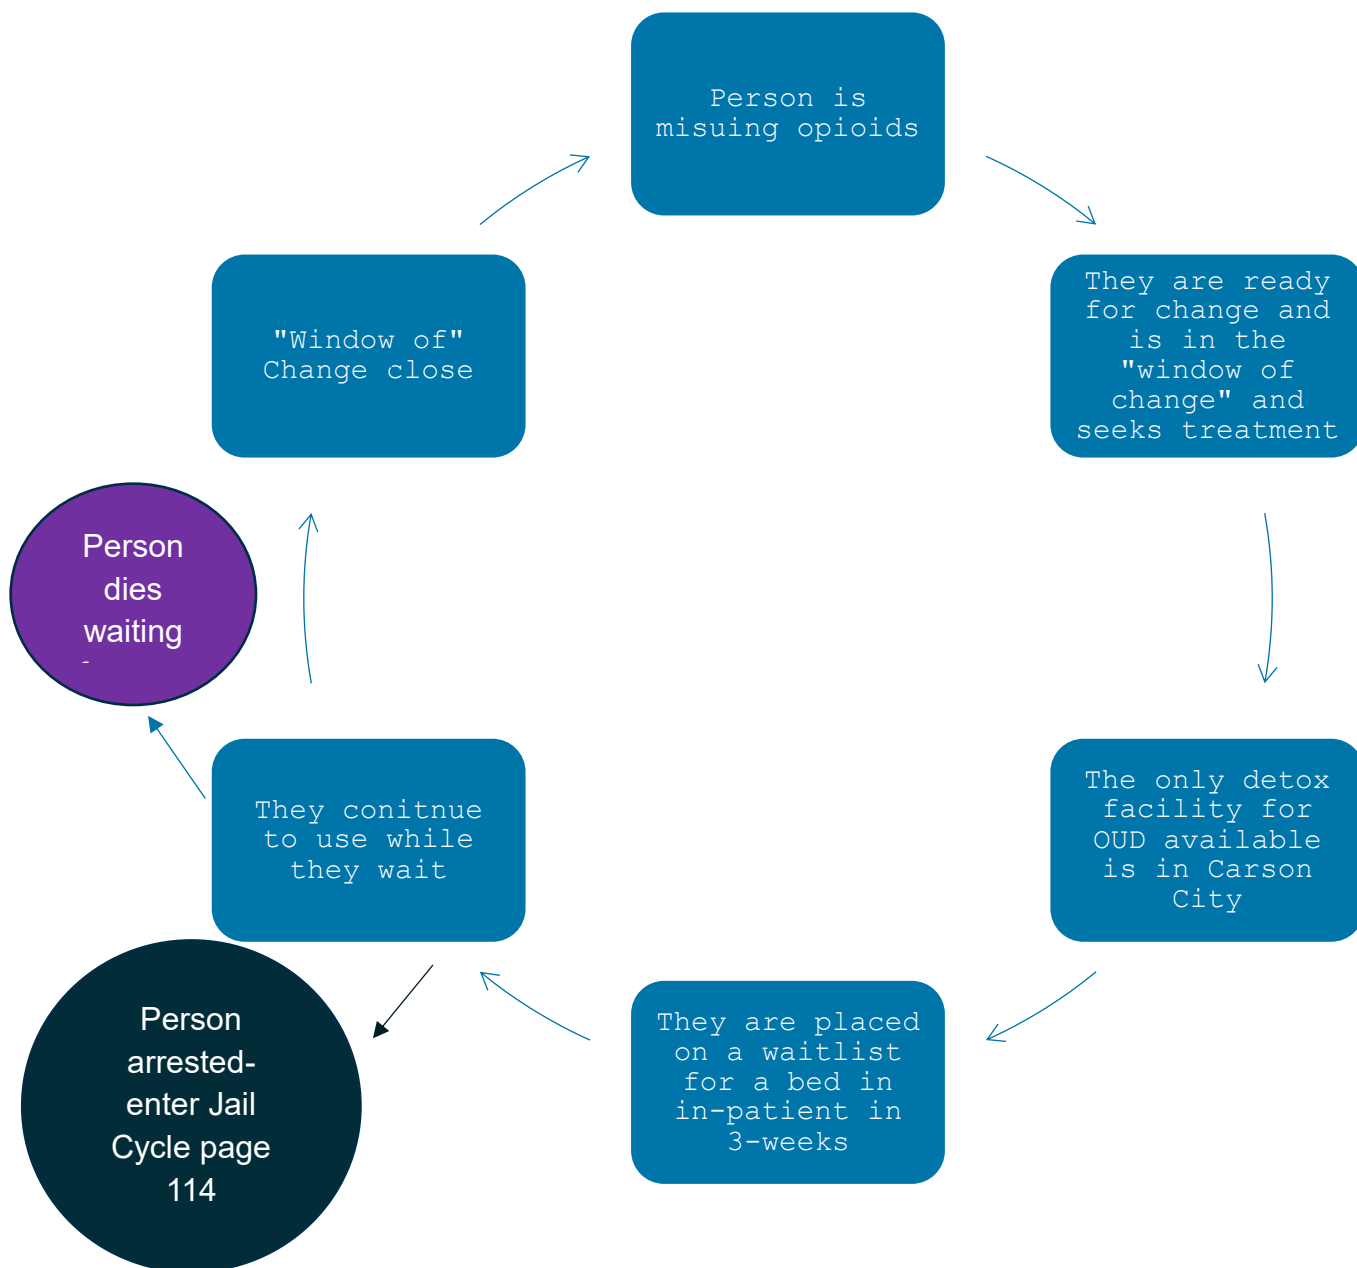 Person is
misuing opioids
They are ready
for change and
is in the
"window of
change" and
seeks treatment
The only detox
facility for
OUD available
is in Carson
City
They are placed
on a waitlist
for a bed in
in-patient in
3-weeks
They conitnue
to use while
they wait
"Window of"
Change close
Person
dies
waiting
Person
arrested-
enter Jail
Cycle page
114